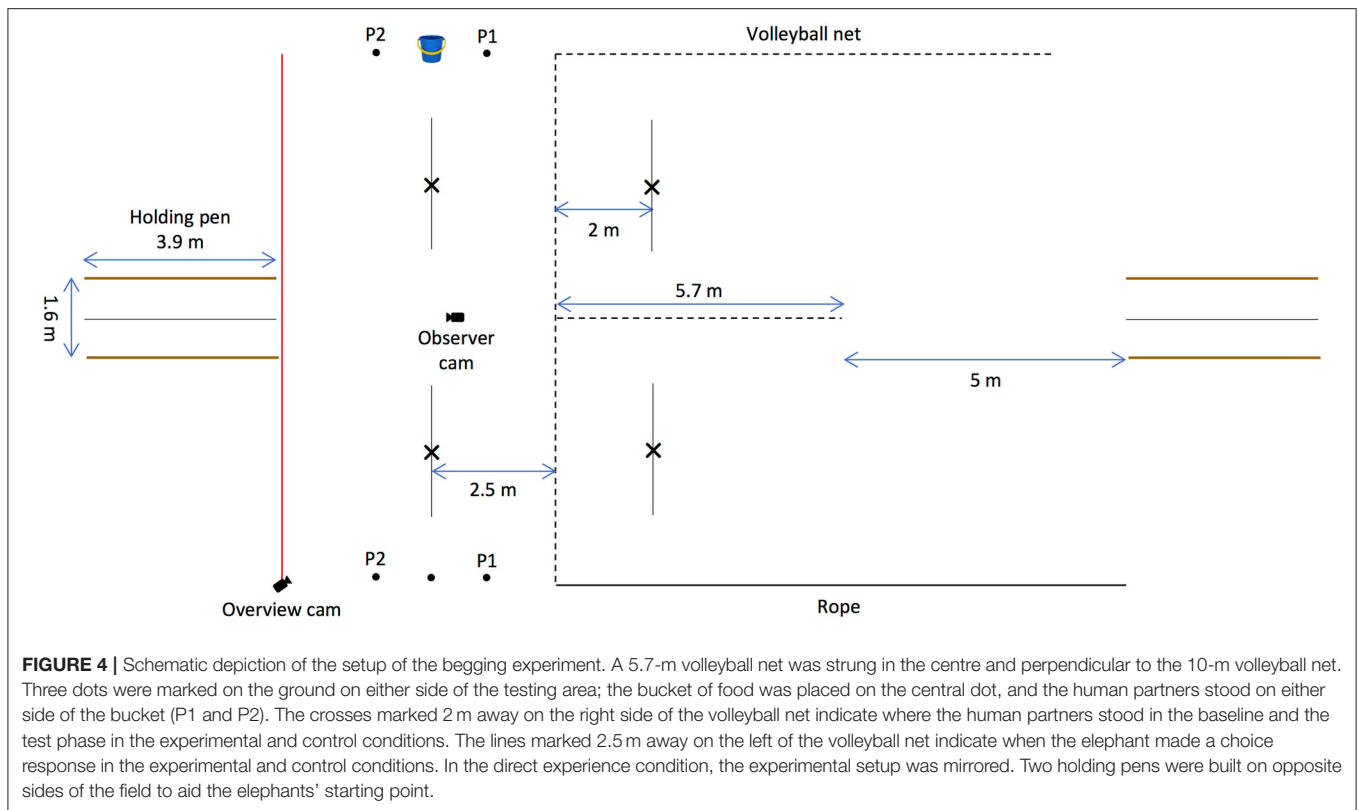 P2
P1
Volleyball net
Holding pen
3.9 m
2 m
1.6 m
5.7 m
Observer
cam
5 m
2.5 m
P2
P1
Overview cam
Rope
FIGURE 4 | Schematic depiction of the setup of the begging experiment. A 5.7-m volleyball net was strung in the centre and perpendicular to the 10-m volleyball net.
Three dots were marked on the ground on either side of the testing area; the bucket of food was placed on the central dot, and the human partners stood on either
side of the bucket (P1 and P2). The crosses marked 2 m away on the right side of the volleyball net indicate where the human partners stood in the baseline and the
test phase in the experimental and control conditions. The lines marked 2.5 m away on the left of the volleyball net indicate when the elephant made a choice
response in the experimental and control conditions. In the direct experience condition, the experimental setup was mirrored. Two holding pens were built on opposite
sides of the field to aid the elephants' starting point.